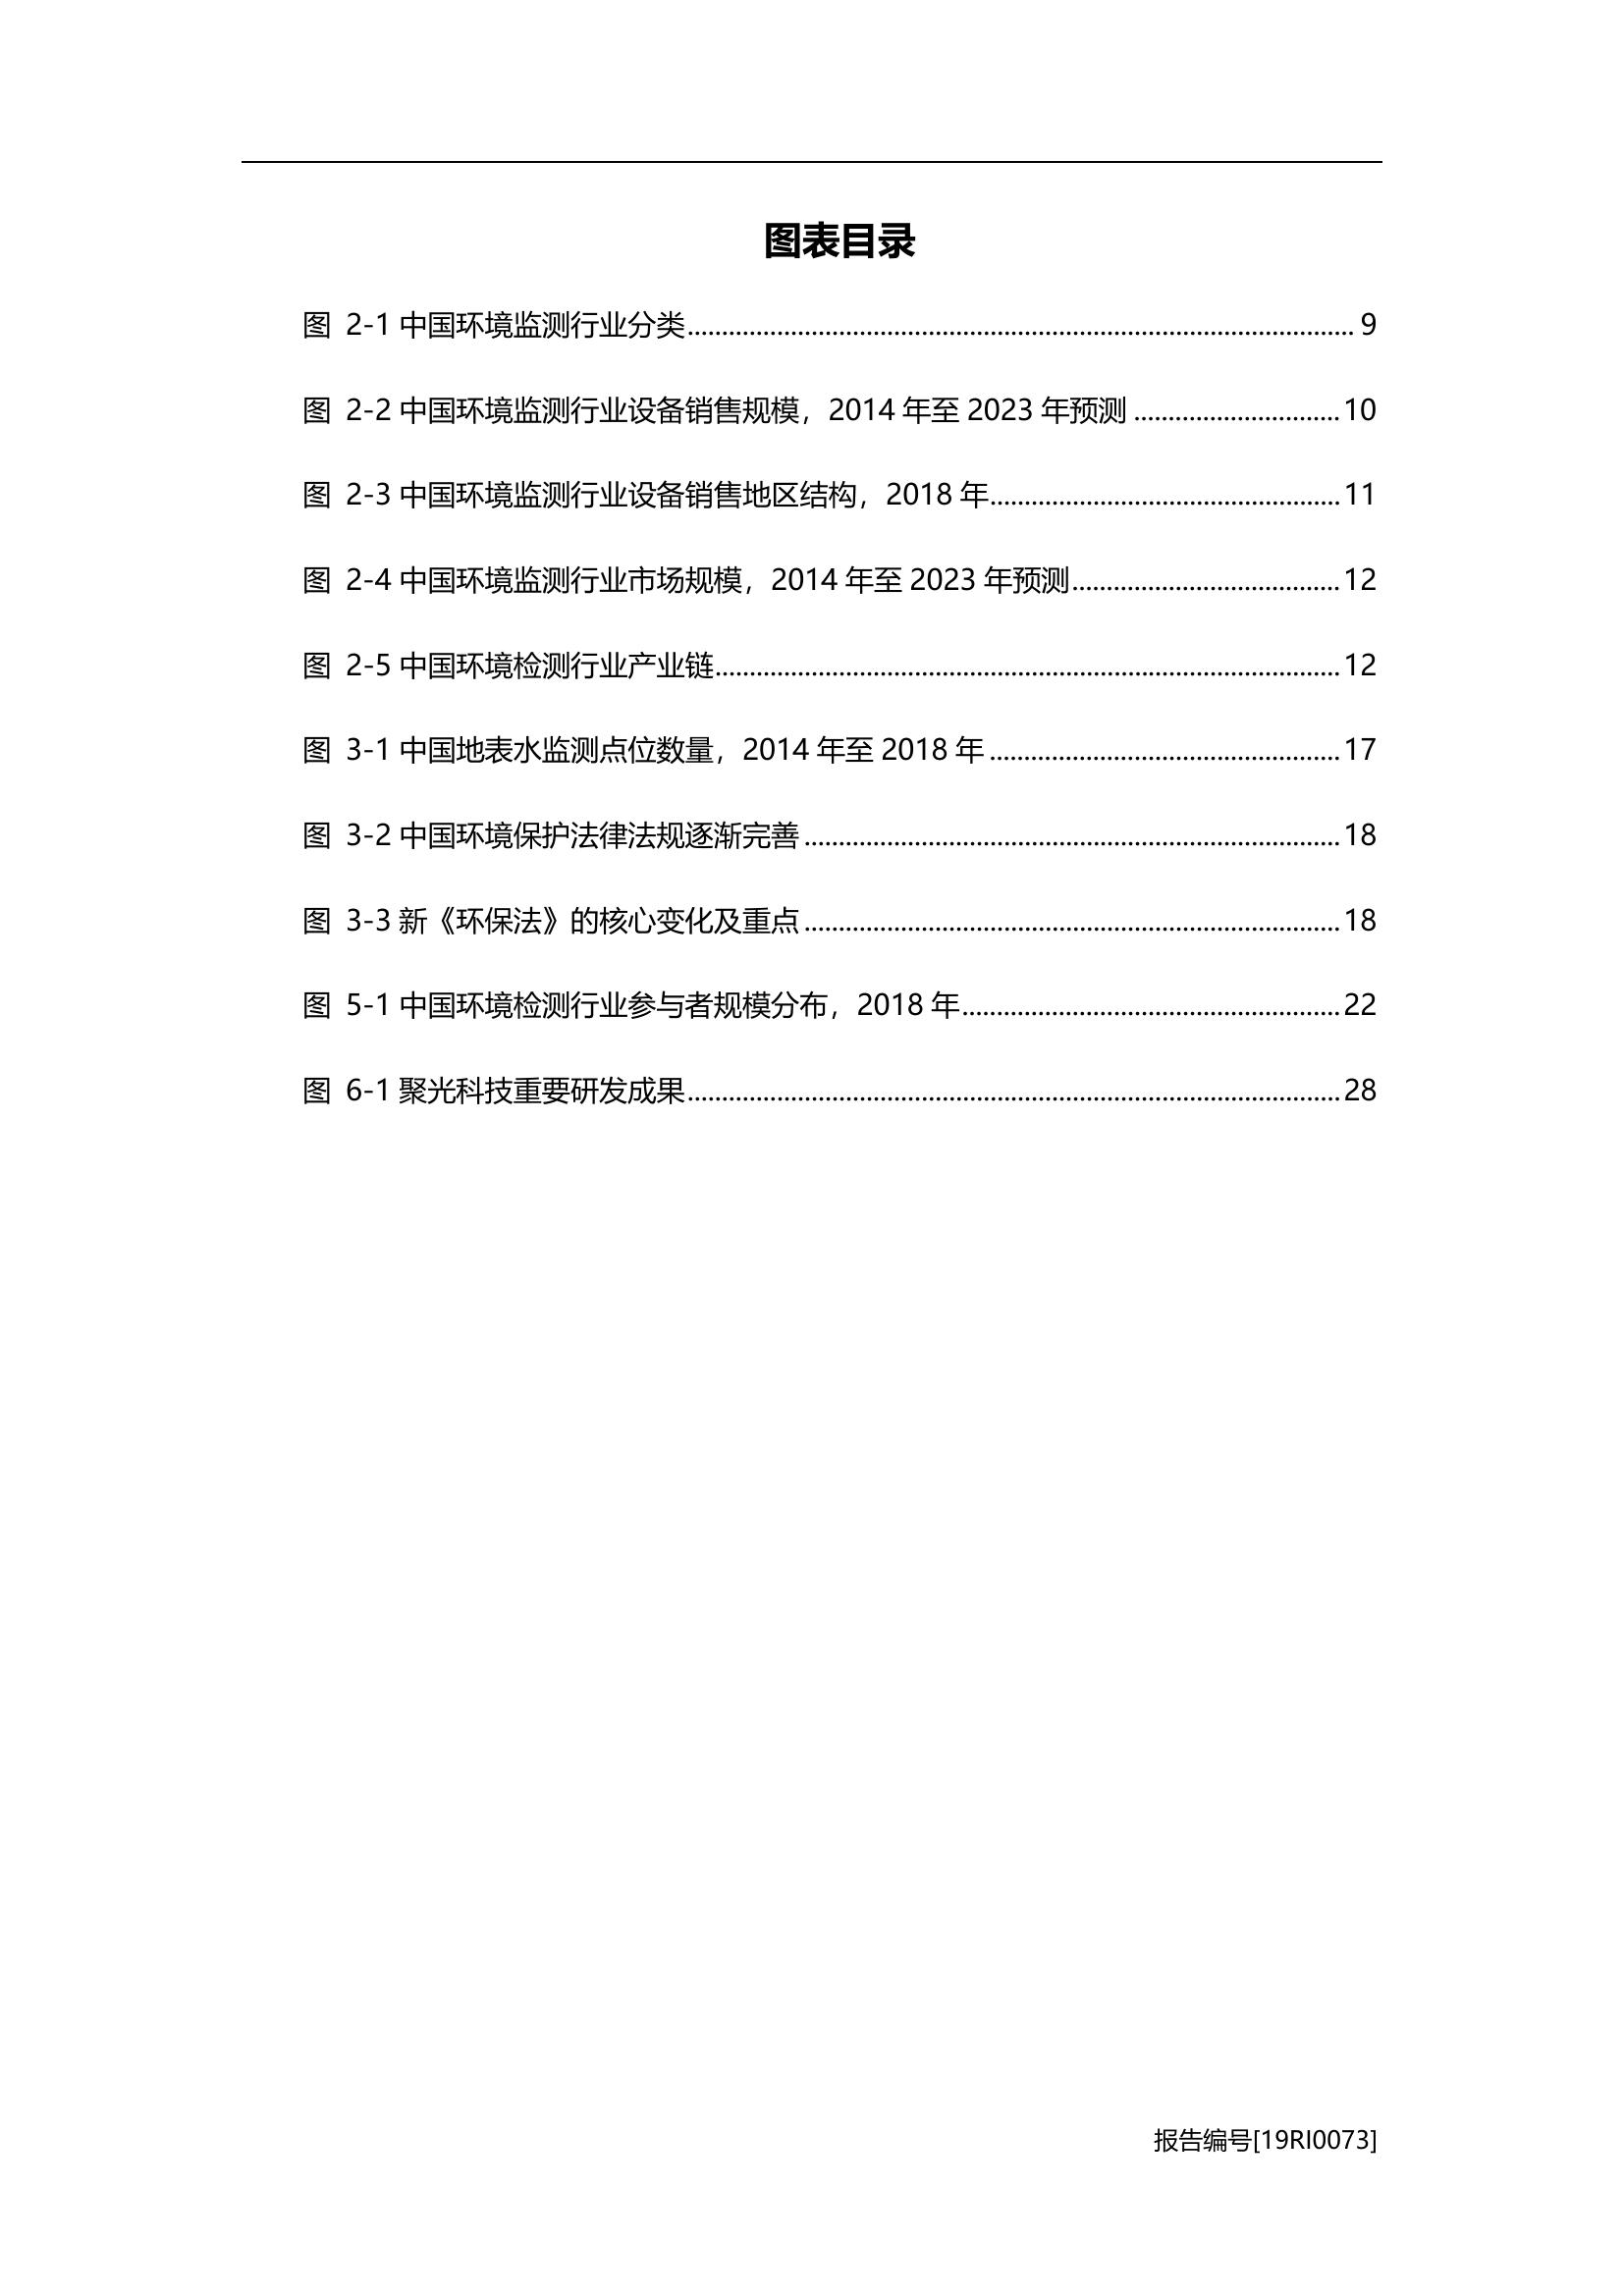 图表目录
图 2-1 中国环境监测行业分类................................................................................................ 9
图 2-2 中国环境监测行业设备销售规模，2014 年至 2023 年预测 .............................. 10
图 2-3 中国环境监测行业设备销售地区结构，2018 年................................................... 11
图 2-4 中国环境监测行业市场规模，2014 年至 2023 年预测....................................... 12
图 2-5 中国环境检测行业产业链........................................................................................... 12
图 3-1 中国地表水监测点位数量，2014 年至 2018 年 ................................................... 17
图 3-2 中国环境保护法律法规逐渐完善 .............................................................................. 18
图 3-3 新《环保法》的核心变化及重点 .............................................................................. 18
图 5-1 中国环境检测行业参与者规模分布，2018 年....................................................... 22
图 6-1 聚光科技重要研发成果............................................................................................... 28
报告编号[19RI0073]